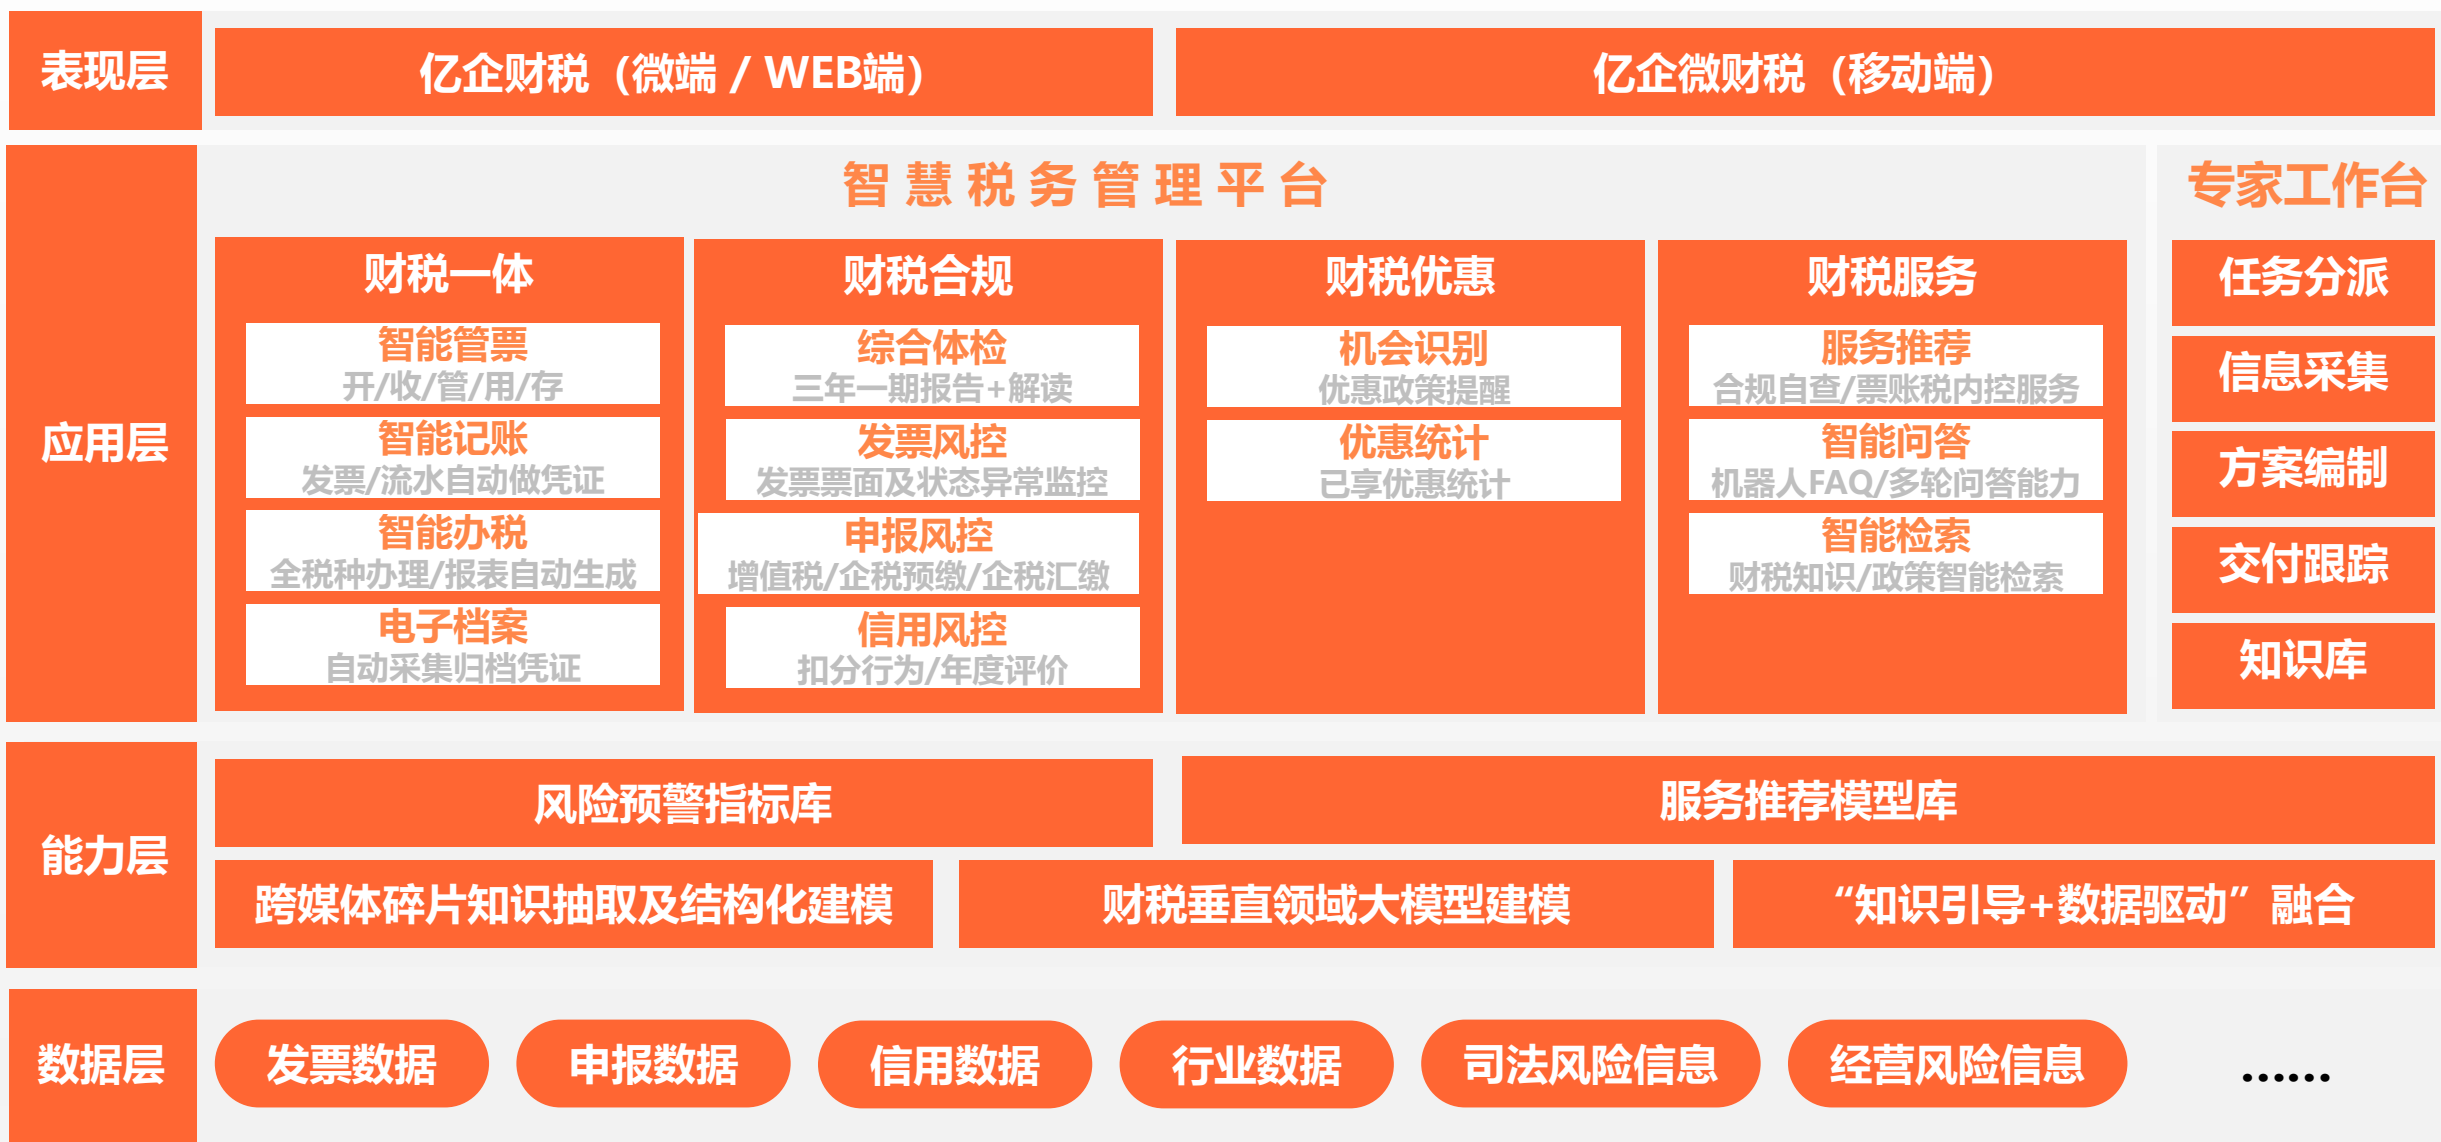 表现层
亿企财税（微端 / WEB端）
亿企微财税（移动端）
应用层
智慧税务管理平台
财税一体
智能管票
开/收/管/用/存
智能记账
发票/流水自动做凭证
智能办税
全税种办理/报表自动生成
电子档案
自动采集归档凭证
财税合规
综合体检
三年一期报告+解读
发票风控
发票票面及状态异常监控
申报风控
增值税/企税预缴/企税汇缴
信用风控
扣分行为/年度评价
财税优惠
机会识别
优惠政策提醒
优惠统计
已享优惠统计
财税服务
服务推荐
合规自查/票账税内控服务
智能问答
机器人FAQ/多轮问答能力
智能检索
财税知识/政策智能检索
专家工作台
任务分派
信息采集
方案编制
交付跟踪
知识库
能力层
风险预警指标库
服务推荐模型库
跨媒体碎片知识抽取及结构化建模
财税垂直领域大模型建模
“知识引导+数据驱动”融合
数据层
发票数据
申报数据
信用数据
行业数据
司法风险信息
经营风险信息
……